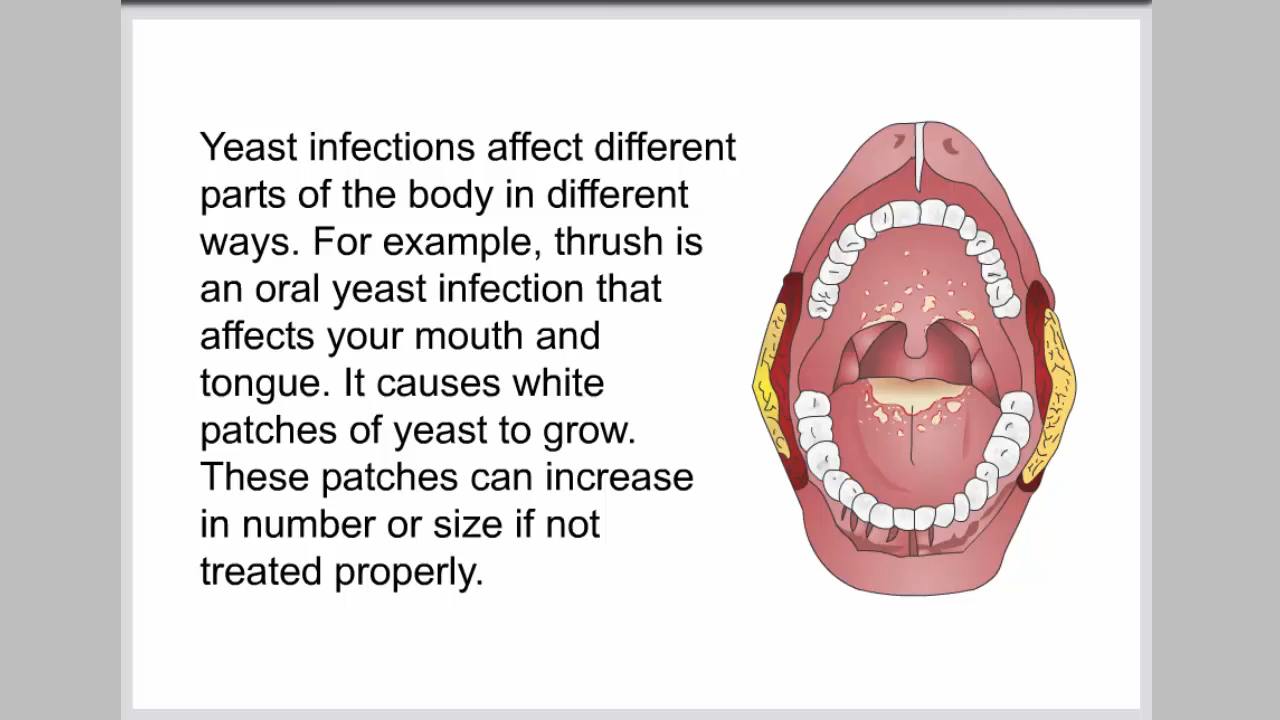 Yeast infections affect different
parts of the body in different
ways. For example, thrush is
an oral yeast infection that
affects your mouth and
tongue. It causes white
patches of yeast to grow.
These patches can increase
in number or size if not
treated properly.